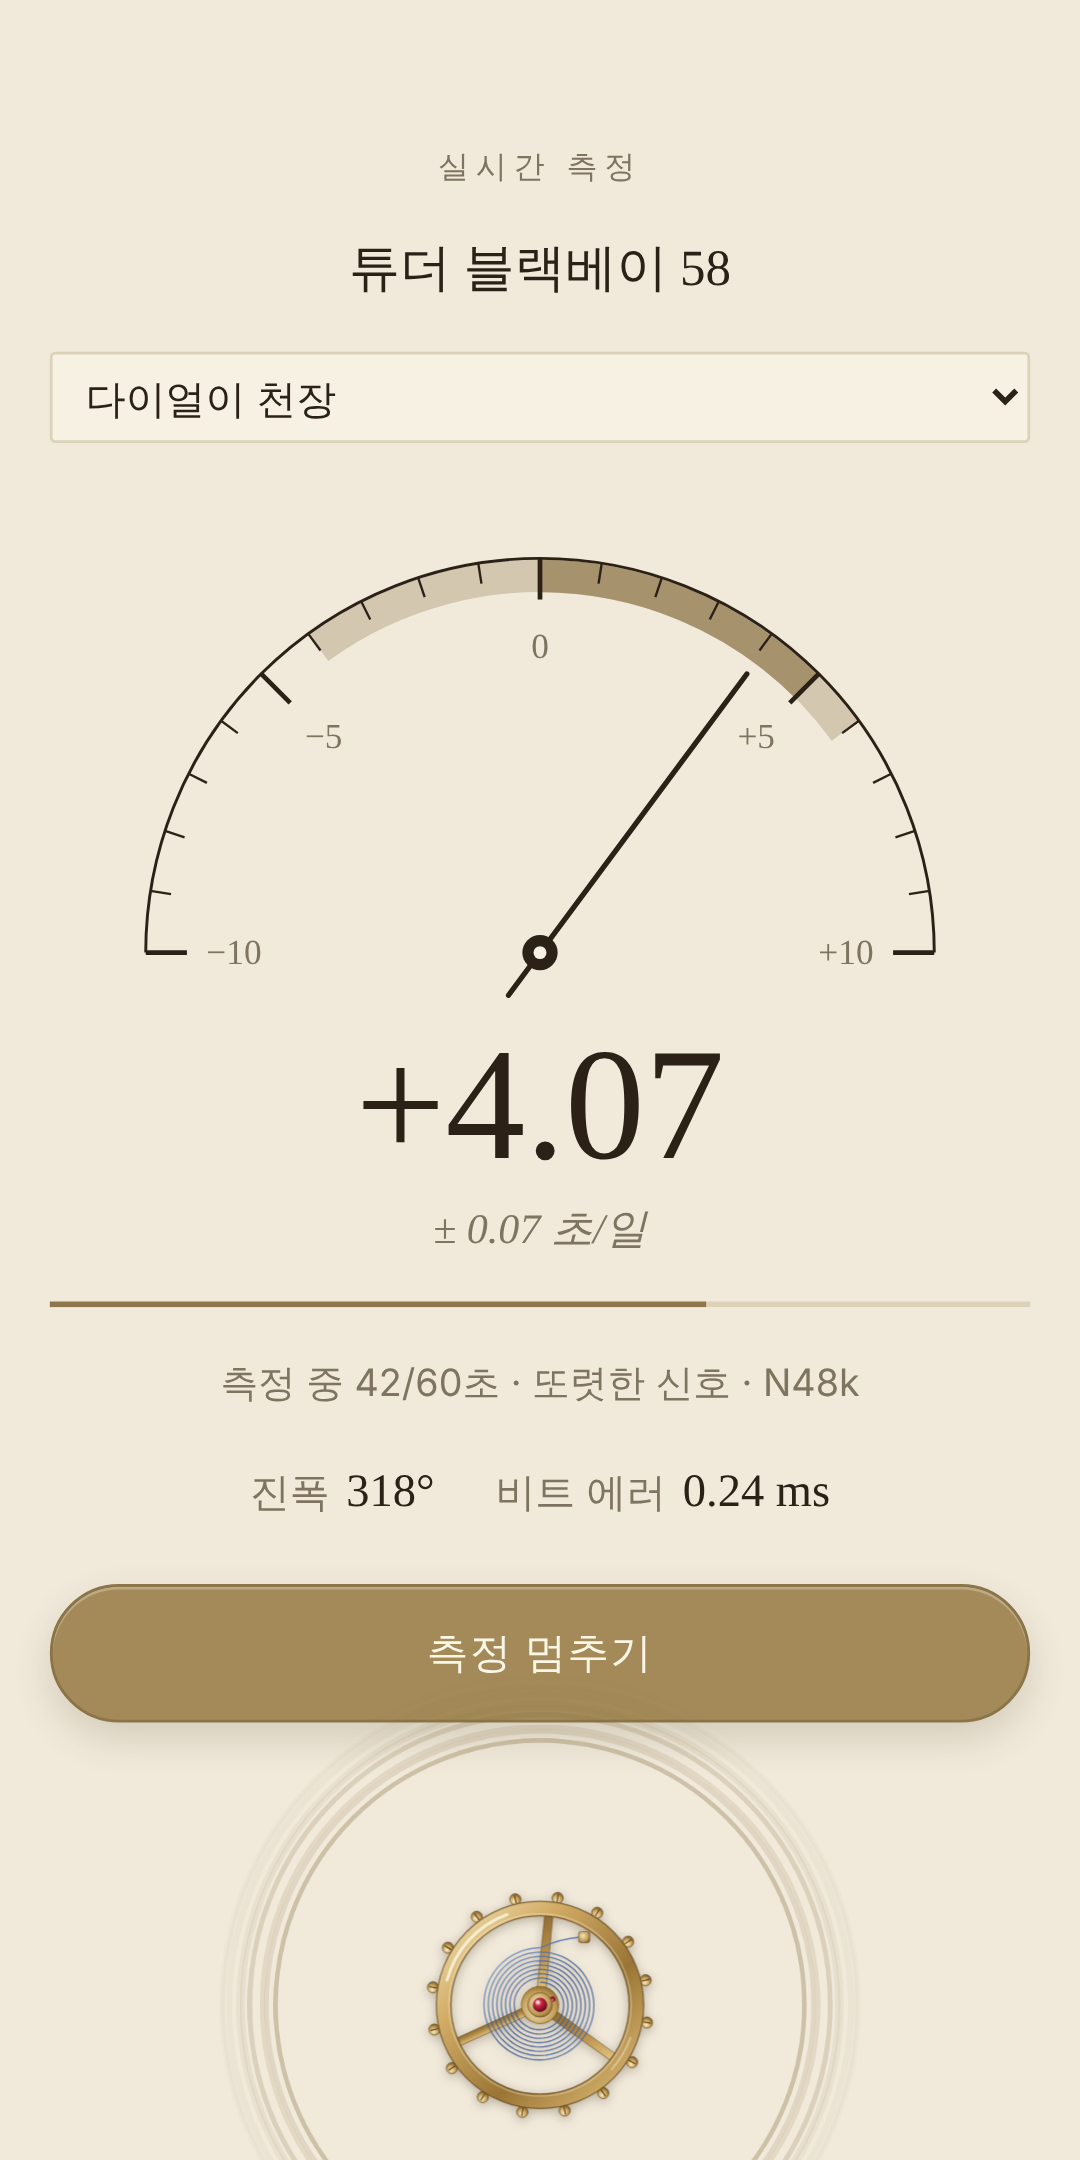 실시간 측정
튜더 블랙베이 58
다이얼이 천장
0
−5
+5
−10
+10
+4.07
± 0.07 초/일
측정 중 42/60초 · 또렷한 신호 · N48k
진폭 318° 비트 에러 0.24 ms
측정 멈추기